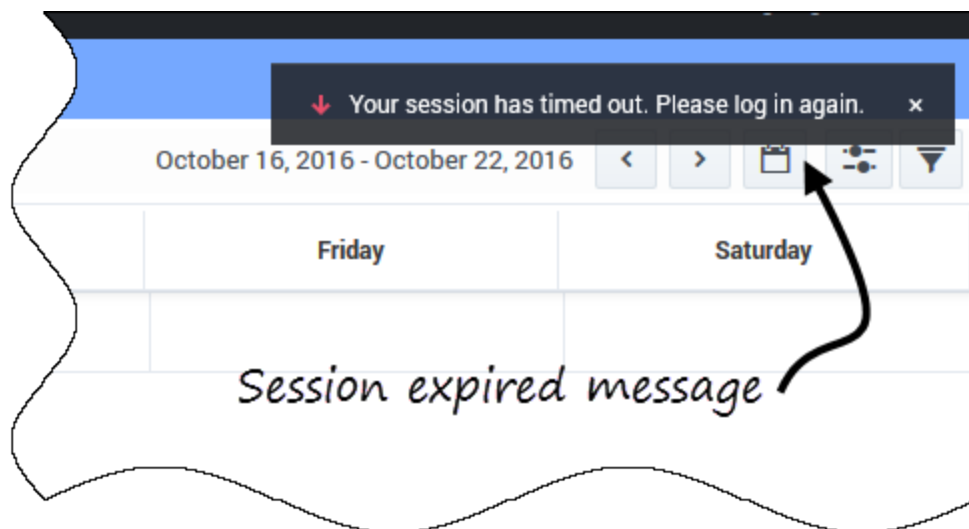 Your session has timed out. Please log in again. ×
October 16, 2016 - October 22, 2016
Friday Saturday
Session expired message